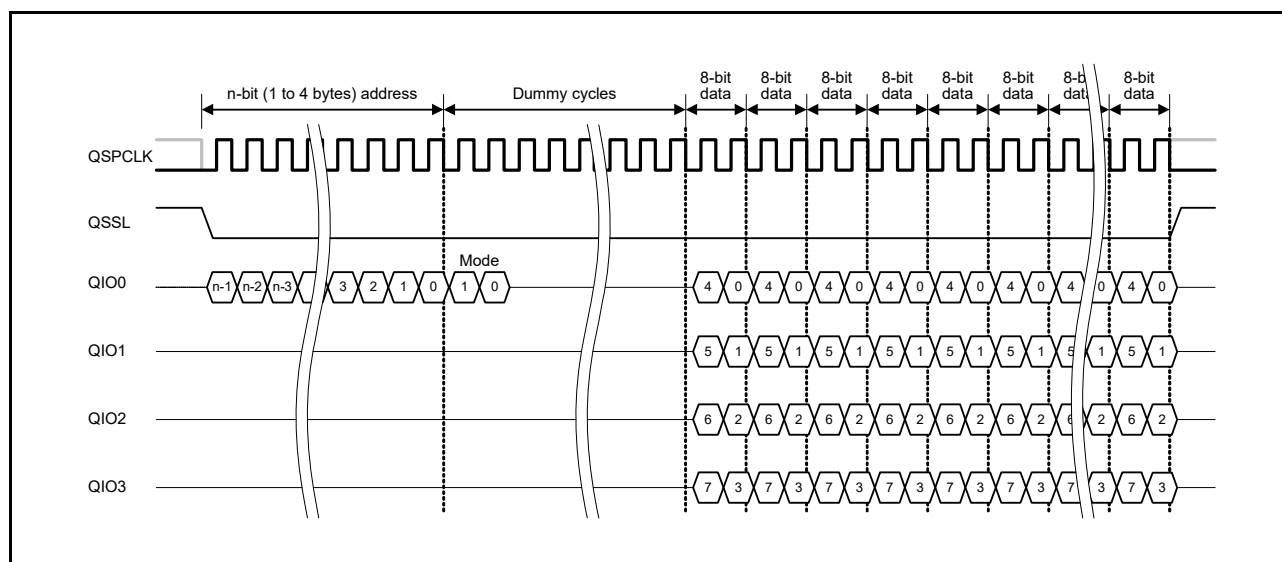 8-bit data 8-bit data 8-bit data 8-bit data 8-bit data 8-bit data 8-b data 8-bit data
n-bit (1 to 4 bytes) address Dummy cycles
QSPCLK
QSSL
Mode
QIO0 n-1 n-2 n-3 3 2 1 0 1 0 4 0 4 0 4 0 4 0 4 0 4 0 4 0 4 0
QIO1 5 1 5 1 5 1 5 1 5 1 5 1 5 1 5 1
QIO2 6 2 6 2 6 2 6 2 6 2 6 2 6 2 6 2
QIO3 7 3 7 3 7 3 7 3 7 3 7 3 7 3 7 3